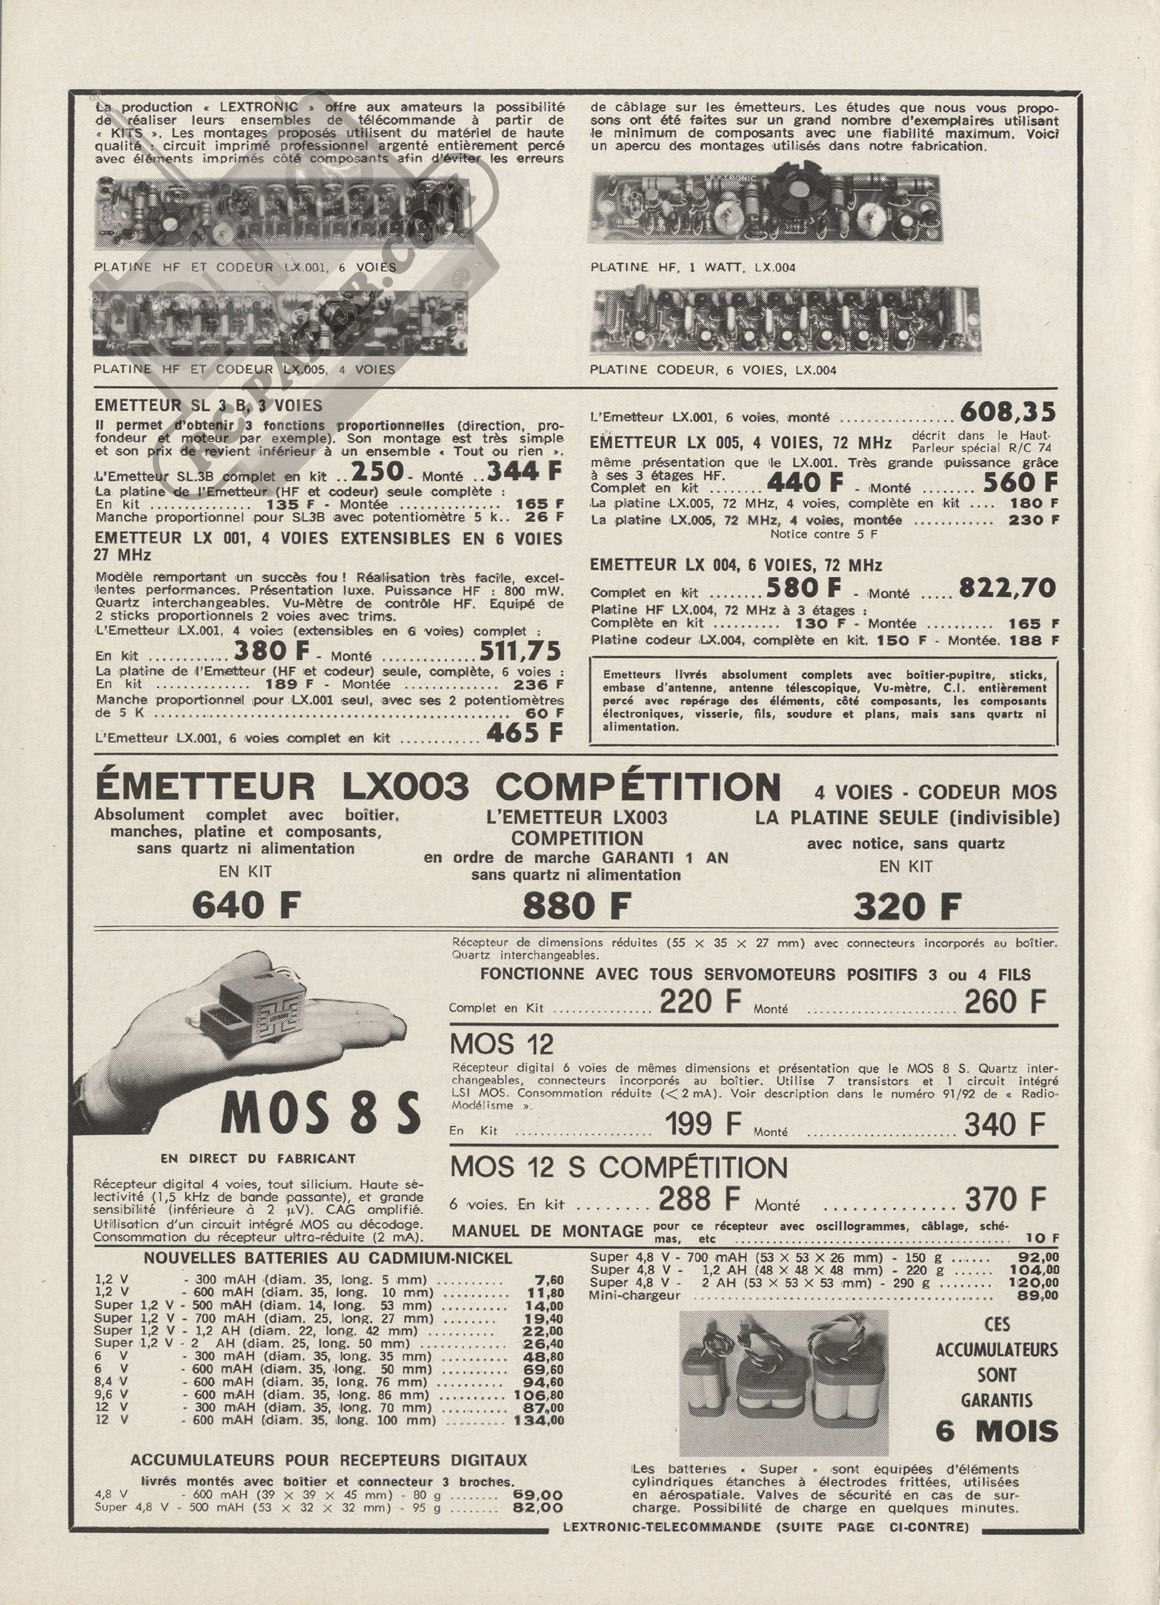 La production « LEXTRONIC » offre aux amateurs la possibilité
de réaliser leurs ensembles de télécommande à partir de
« KITS ». Les montages proposés utilisent du matériel de haute
qualité : circuit imprimé professionnel argenté entièrement percé
avec éléments imprimés côté composants afin d'éviter les erreurs
de câblage sur les émetteurs. Les études que nous vous propo-
sons ont été faites sur un grand nombre d'exemplaires utilisant
le minimum de composants avec une fiabilité maximum. Voici
un apercu des montages utilisés dans notre fabrication.
LEXTRONIC
RC-PAPER.COM
PLATINE HF ET CODEUR LX.001, 6 VOIES
PLATINE HF, 1 WATT, LX.004
PLATINE HF ET CODEUR LX.005, 4 VOIES
PLATINE CODEUR, 6 VOIES, LX.004
EMETTEUR SL 3 B, 3 VOIES
Il permet d'obtenir 3 fonctions proportionnelles (direction, pro-
fondeur et moteur par exemple). Son montage est très simple
et son prix de revient inférieur à un ensemble « Tout ou rien ».
L'Emetteur SL.3B complet en kit .. 250 - Monté .. 344 F
La platine de l'Emetteur (HF et codeur) seule complète :
En kit .............. 135 F - Montée .............. 165 F
Manche proportionnel pour SL3B avec potentiomètre 5 k.. 26 F
EMETTEUR LX 001, 4 VOIES EXTENSIBLES EN 6 VOIES
27 MHz
Modèle remportant un succès fou ! Réalisation très facile, excel-
lentes performances. Présentation luxe. Puissance HF : 800 mW.
Quartz interchangeables. Vu-Mètre de contrôle HF. Equipé de
2 sticks proportionnels 2 voies avec trims.
L'Emetteur LX.001, 4 voies (extensibles en 6 voies) complet :
En kit ............ 380 F - Monté ............ 511,75
La platine de l'Emetteur (HF et codeur) seule, complète, 6 voies :
En kit ............ 189 F - Montée ............ 236 F
Manche proportionnel pour LX.001 seul, avec ses 2 potentiomètres
de 5 K .................................................. 60 F
L'Emetteur LX.001, 6 voies complet en kit ............ 465 F
L'Emetteur LX.001, 6 voies, monté ................ 608,35
EMETTEUR LX 005, 4 VOIES, 72 MHz décrit dans le Haut-
Parleur spécial R/C 74
même présentation que le LX.001. Très grande puissance grâce
à ses 3 étages HF.
Complet en kit ........ 440 F - Monté ........ 560 F
La platine LX.005, 72 MHz, 4 voies, complète en kit .... 180 F
La platine LX.005, 72 MHz, 4 voies, montée ............ 230 F
Notice contre 5 F
EMETTEUR LX 004, 6 VOIES, 72 MHz
Complet en kit ........ 580 F - Monté ..... 822,70
Platine HF LX.004, 72 MHz à 3 étages :
Complète en kit .......... 130 F - Montée .......... 165 F
Platine codeur LX.004, complète en kit. 150 F - Montée. 188 F
Emetteurs livrés absolument complets avec boîtier-pupitre, sticks,
embase d'antenne, antenne télescopique, Vu-mètre, C.I. entièrement
percé avec repérage des éléments, côté composants, les composants
électroniques, visserie, fils, soudure et plans, mais sans quartz ni
alimentation.
ÉMETTEUR LX003 COMPÉTITION 4 VOIES - CODEUR MOS
Absolument complet avec boîtier,
manches, platine et composants,
sans quartz ni alimentation
EN KIT
640 F
L'EMETTEUR LX003
COMPETITION
en ordre de marche GARANTI 1 AN
sans quartz ni alimentation
880 F
LA PLATINE SEULE (indivisible)
avec notice, sans quartz
EN KIT
320 F
MOS 8 S
EN DIRECT DU FABRICANT
Récepteur digital 4 voies, tout silicium. Haute sé-
lectivité (1,5 kHz de bande passante), et grande
sensibilité (inférieure à 2 µV). CAG amplifié.
Utilisation d'un circuit intégré MOS au décodage.
Consommation du récepteur ultra-réduite (2 mA).
Récepteur de dimensions réduites (55 × 35 × 27 mm) avec connecteurs incorporés au boîtier.
Quartz interchangeables.
FONCTIONNE AVEC TOUS SERVOMOTEURS POSITIFS 3 ou 4 FILS
Complet en Kit ................ 220 F Monté ........................ 260 F
MOS 12
Récepteur digital 6 voies de mêmes dimensions et présentation que le MOS 8 S. Quartz inter-
changeables, connecteurs incorporés au boîtier. Utilise 7 transistors et 1 circuit intégré
LSI MOS. Consommation réduite (< 2 mA). Voir description dans le numéro 91/92 de « Radio-
Modélisme ».
En Kit ...................... 199 F Monté ........................ 340 F
MOS 12 S COMPÉTITION
6 voies. En kit ........ 288 F Monté .............. 370 F
MANUEL DE MONTAGE pour ce récepteur avec oscillogrammes, câblage, sché-
mas, etc ........................................ 10 F
NOUVELLES BATTERIES AU CADMIUM-NICKEL
1,2 V - 300 mAH (diam. 35, long. 5 mm) .......... 7,60
1,2 V - 600 mAH (diam. 35, long. 10 mm) .......... 11,80
Super 1,2 V - 500 mAH (diam. 14, long. 53 mm) .......... 14,00
Super 1,2 V - 700 mAH (diam. 25, long. 27 mm) .......... 19,40
Super 1,2 V - 1,2 AH (diam. 22, long. 42 mm) .......... 22,00
Super 1,2 V - 2 AH (diam. 25, long. 50 mm) .......... 26,40
6 V - 300 mAH (diam. 35, long. 35 mm) .......... 48,80
6 V - 600 mAH (diam. 35, long. 50 mm) .......... 69,60
8,4 V - 600 mAH (diam. 35, long. 76 mm) .......... 94,60
9,6 V - 600 mAH (diam. 35, long. 86 mm) .......... 106,80
12 V - 300 mAH (diam. 35, long. 70 mm) .......... 87,00
12 V - 600 mAH (diam. 35, long. 100 mm) ........ 134,00
ACCUMULATEURS POUR RECEPTEURS DIGITAUX
livrés montés avec boîtier et connecteur 3 broches.
4,8 V - 600 mAH (39 × 39 × 45 mm) - 80 g ........ 69,00
Super 4,8 V - 500 mAH (53 × 32 × 32 mm) - 95 g ........ 82,00
Super 4,8 V - 700 mAH (53 × 53 × 26 mm) - 150 g ...... 92,00
Super 4,8 V - 1,2 AH (48 × 48 × 48 mm) - 220 g ...... 104,00
Super 4,8 V - 2 AH (53 × 53 × 53 mm) - 290 g ........ 120,00
Mini-chargeur .................................................. 89,00
CES
ACCUMULATEURS
SONT
GARANTIS
6 MOIS
Les batteries « Super » sont équipées d'éléments
cylindriques étanches à électrodes frittées, utilisées
en aérospatiale. Valves de sécurité en cas de sur-
charge. Possibilité de charge en quelques minutes.
LEXTRONIC-TELECOMMANDE (SUITE PAGE CI-CONTRE)